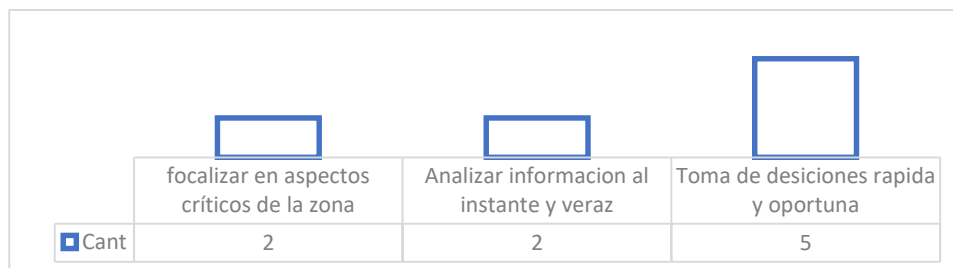 focalizar en aspectos
críticos de la zona
Analizar informacion al
instante y veraz
Toma de desiciones rapida
y oportuna
Cant
2
2
5